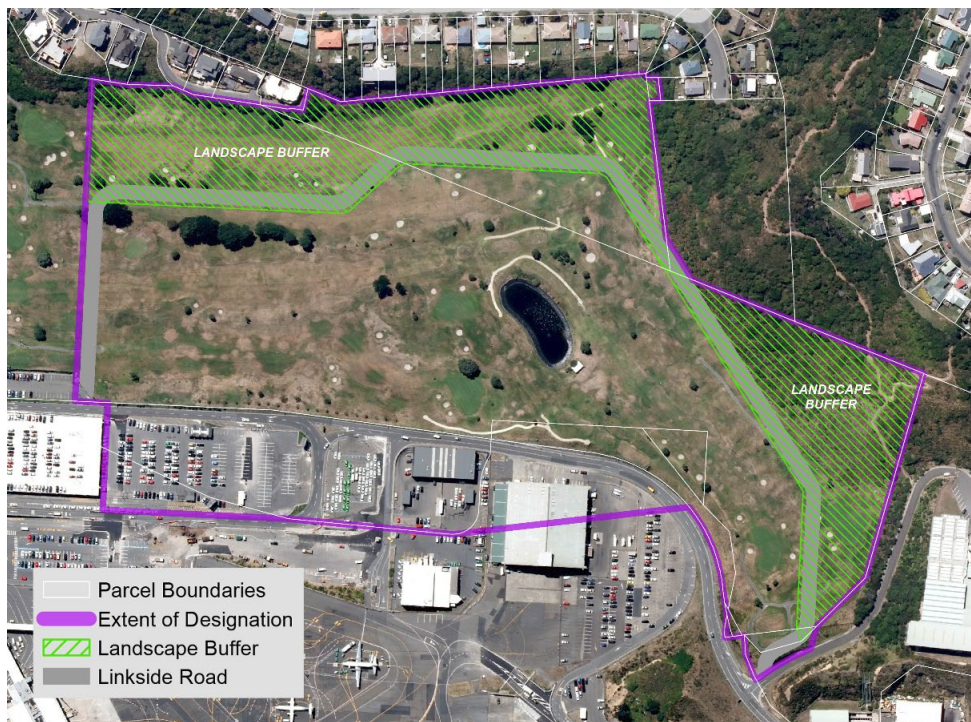 LANDSCAPE BUFFER
LANDSCAPE
BUFFER
Parcel Boundaries
Extent of Designation
Landscape Buffer
Linkside Road